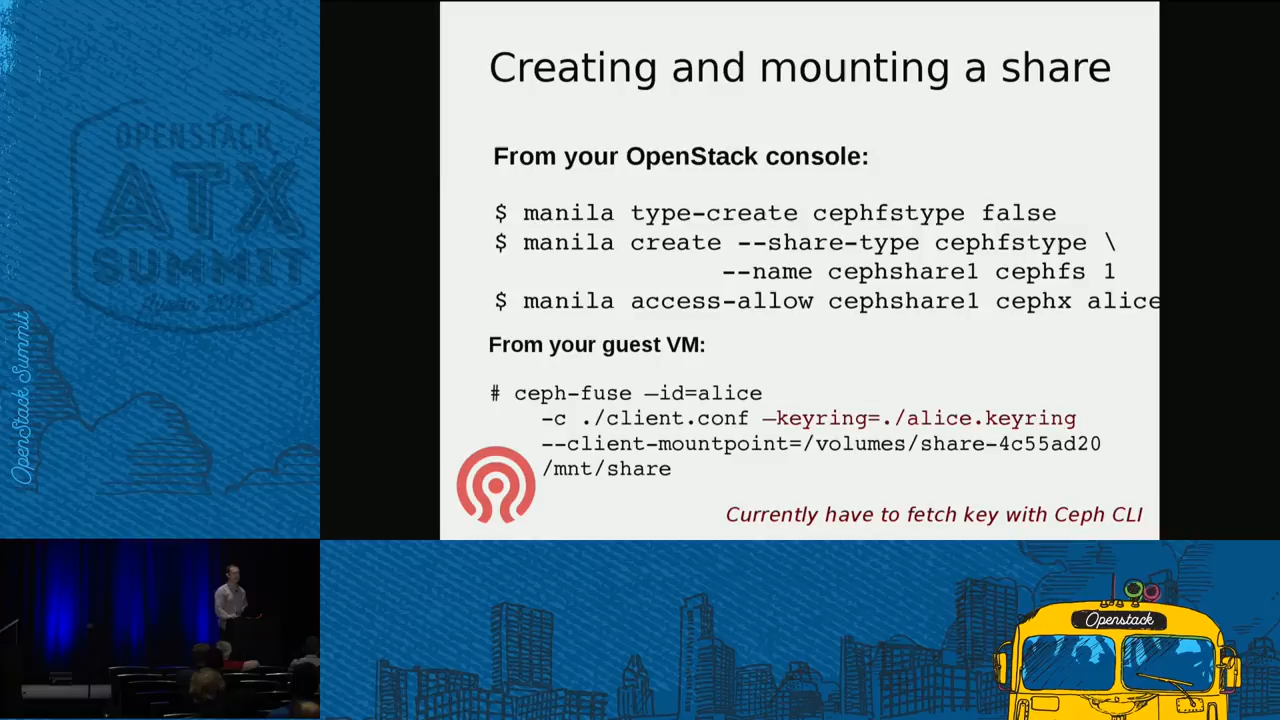 Creating and mounting a share
From your OpenStack console:
$ manila type-create cephfstype false
$ manila create --share-type cephfstype \
--name cephshare1 cephfs 1
$ manila access-allow cephshare1 cephx alice
From your guest VM:
# ceph-fuse –id=alice
-c ./client.conf –keyring=./alice.keyring
--client-mountpoint=/volumes/share-4c55ad20
/mnt/share
Currently have to fetch key with Ceph CLI
OPENSTACK
ATX
SUMMIT
Austin 2016
OpenStack Summit
Openstack